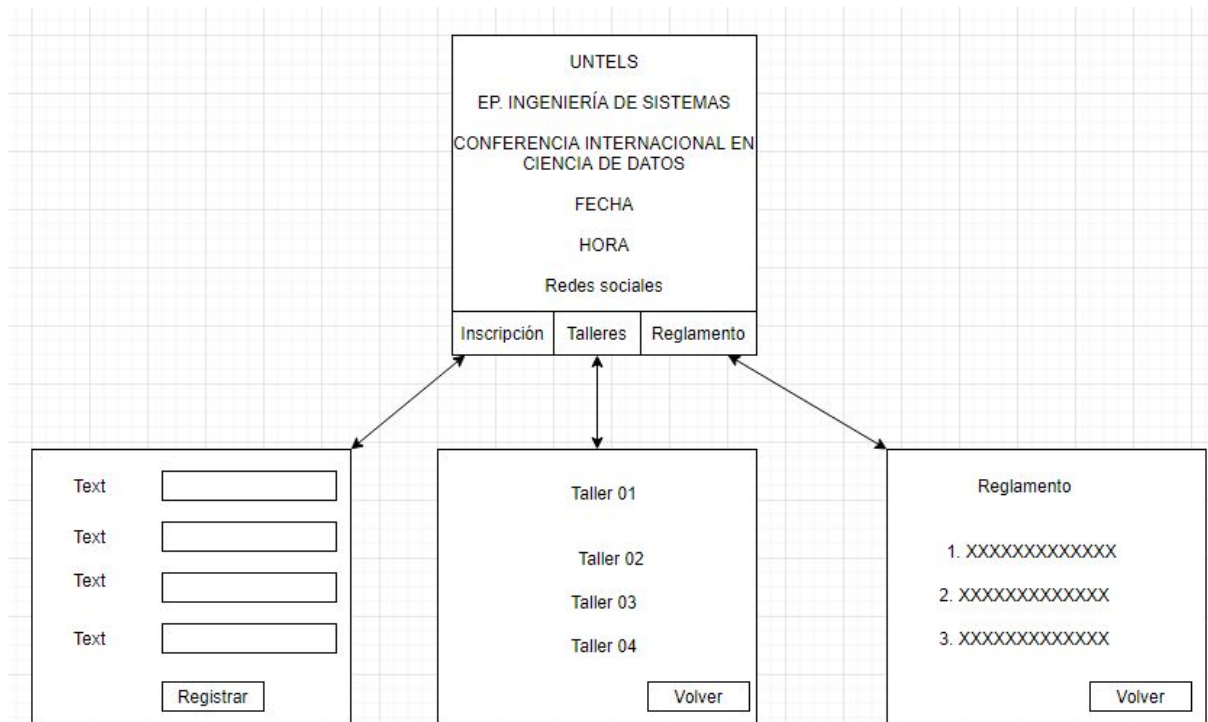 UNTELS
EP. INGENIERÍA DE SISTEMAS
CONFERENCIA INTERNACIONAL EN
CIENCIA DE DATOS
FECHA
HORA
Redes sociales
Inscripción
Talleres
Reglamento
Text
Text
Text
Text
Registrar
Taller 01
Taller 02
Taller 03
Taller 04
Volver
Reglamento
1. XXXXXXXXXXXXX
2. XXXXXXXXXXXXX
3. XXXXXXXXXXXXX
Volver